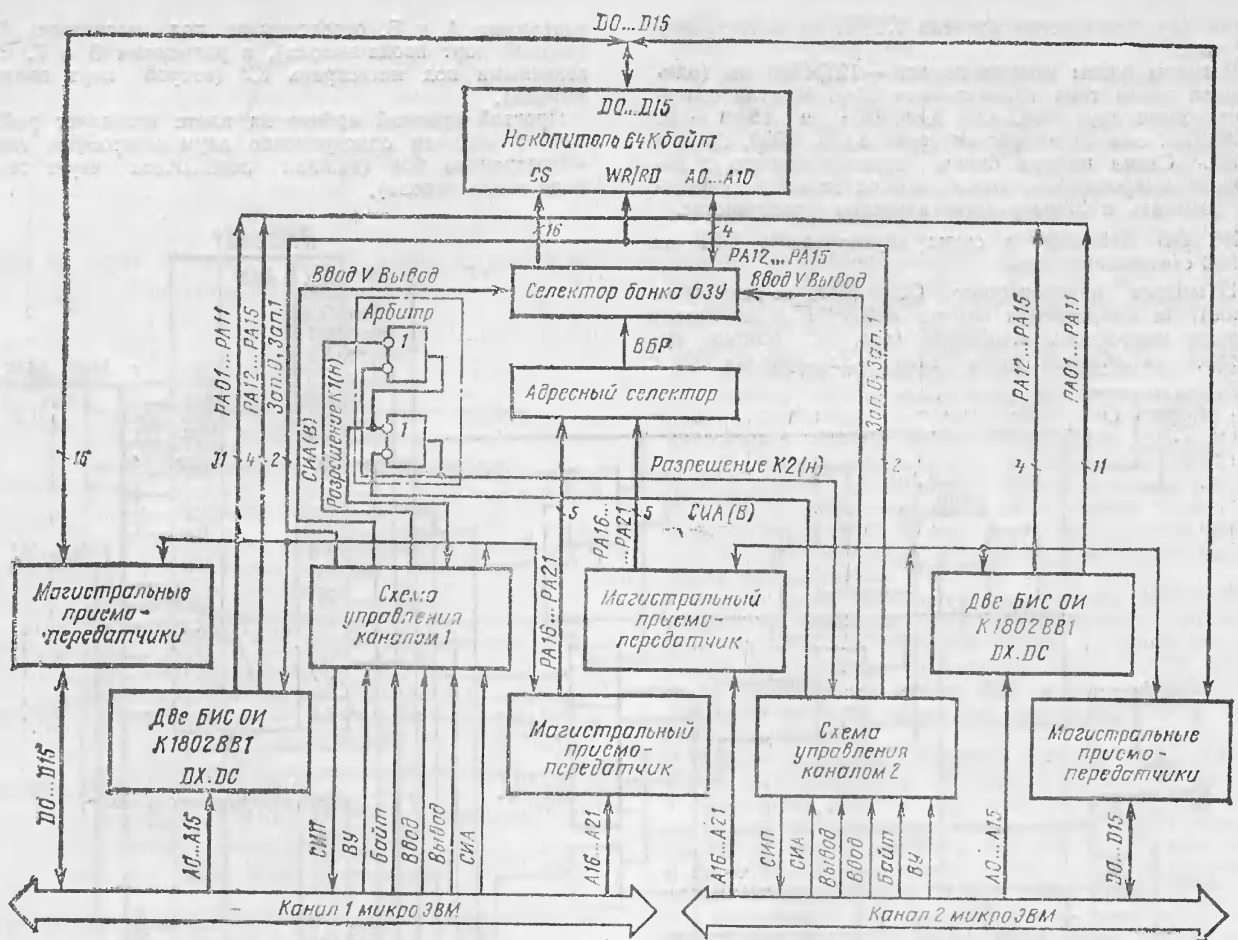 D0...D15
D0...D15
Накопитель 64К байт
CS WR/RD A0...A10
16
4
PA12...PA15
Ввод V Вывод
Ввод V Вывод
Селектор банка ОЗУ
Арбитр
1
ВБР
1
Адресный селектор
PA01...PA11
PA12...PA15
Зап.0, Зап.1
СИА(В)
Разрешение К1(н)
Зап.0, Зап.1
PA12...PA15
PA01...PA11
16
11
4
2
Разрешение К2(н)
2
4
11
5
5
СИА(В)
PA16...PA21
PA16...
...PA21
Магистральные
приемо-
передатчики
Схема
управления
каналом 1
Магистральный
приемо-
передатчик
Две БИС ОИ
К1802ВВ1
DX.DC
Две БИС ОИ
К1802ВВ1
DX.DC
Магистральный
приемо-
передатчик
Схема
управления
каналом 2
Магистральные
приемо-
передатчики
D0...D15
A0...A15
СИП
ВУ
Байт
Ввод
Вывод
СИА
A16...A21
A16...A21
СИП
СИА
Вывод
Ввод
Байт
ВУ
A0...A15
D0...D15
Канал 1 микроЭВМ
Канал 2 микроЭВМ